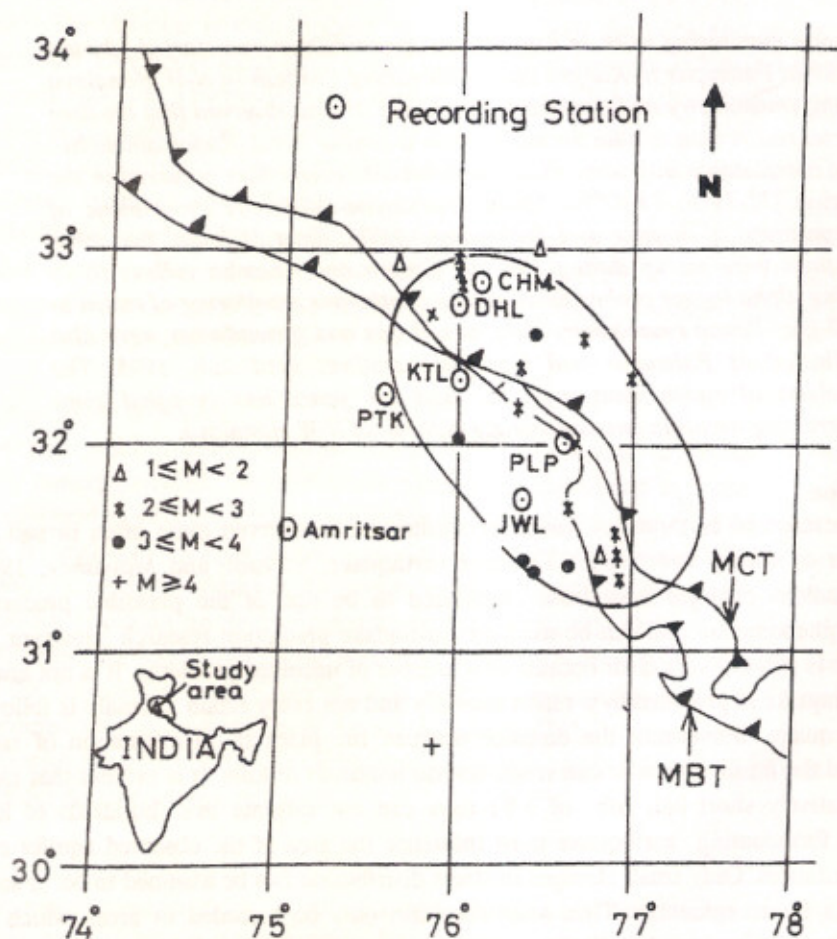 34°
Recording Station
N
33°
CHM
DHL
KTL
PTK
32°
PLP
1 ≤ M < 2
2 ≤ M < 3
JWL
3 ≤ M < 4
Amritsar
M ≥ 4
MCT
31°
Study
area
INDIA
MBT
30°
74° 75° 76° 77° 78°